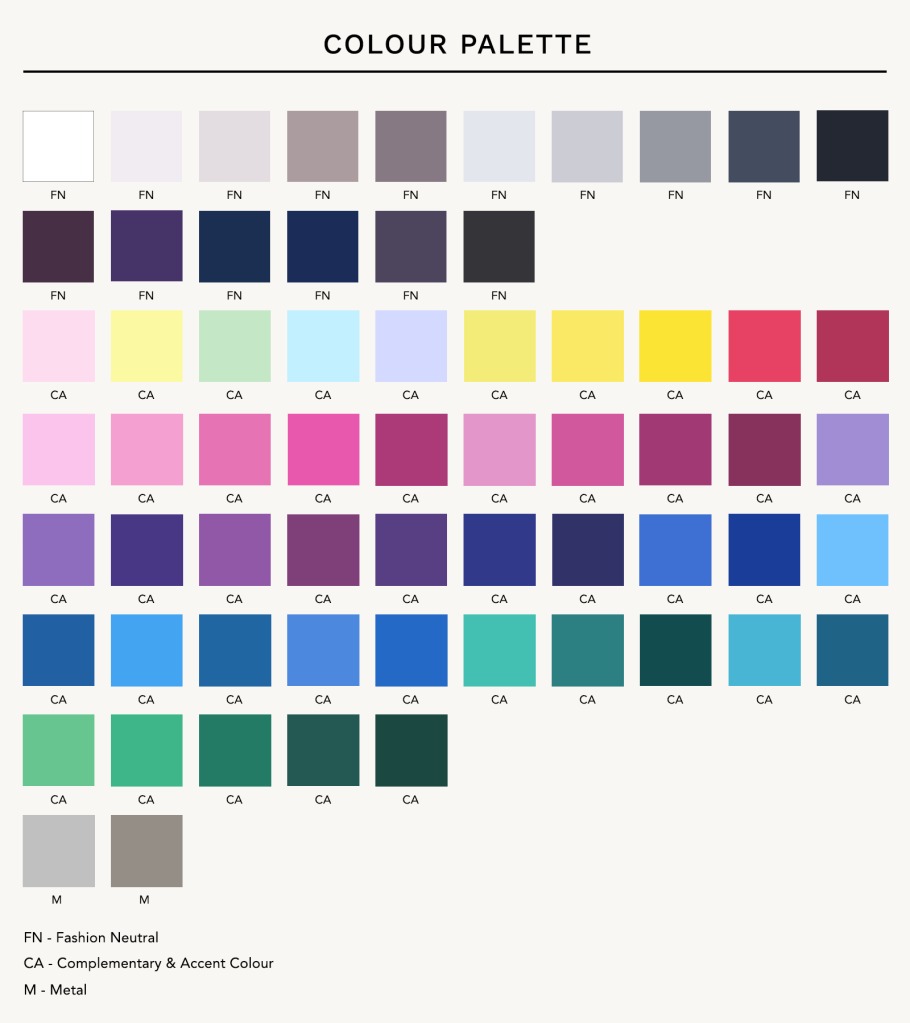 COLOUR PALETTE
FN FN FN FN FN FN FN FN FN FN
FN FN FN FN FN FN
CA CA CA CA CA CA CA CA CA CA
CA CA CA CA CA CA CA CA CA CA
CA CA CA CA CA CA CA CA CA CA
CA CA CA CA CA CA CA CA CA CA
CA CA CA CA CA
M M
FN - Fashion Neutral
CA - Complementary & Accent Colour
M - Metal